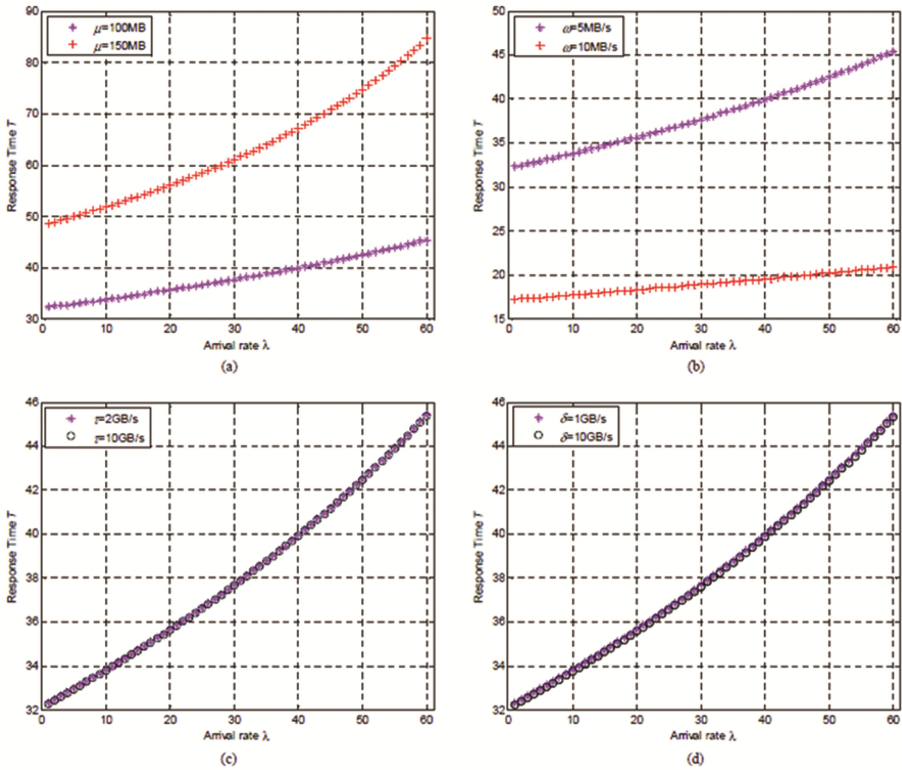 90
80
70
60
50
40
30
Response Time T
μ=100MB
μ=150MB
0 10 20 30 40 50 60
Arrival rate λ
(a)
50
45
40
35
30
25
20
15
Response Time T
ω=5MB/s
ω=10MB/s
0 10 20 30 40 50 60
Arrival rate λ
(b)
46
44
42
40
38
36
34
32
Response Time T
τ=2GB/s
τ=10GB/s
0 10 20 30 40 50 60
Arrival rate λ
(c)
46
44
42
40
38
36
34
32
Response Time T
δ=1GB/s
δ=10GB/s
0 10 20 30 40 50 60
Arrival rate λ
(d)